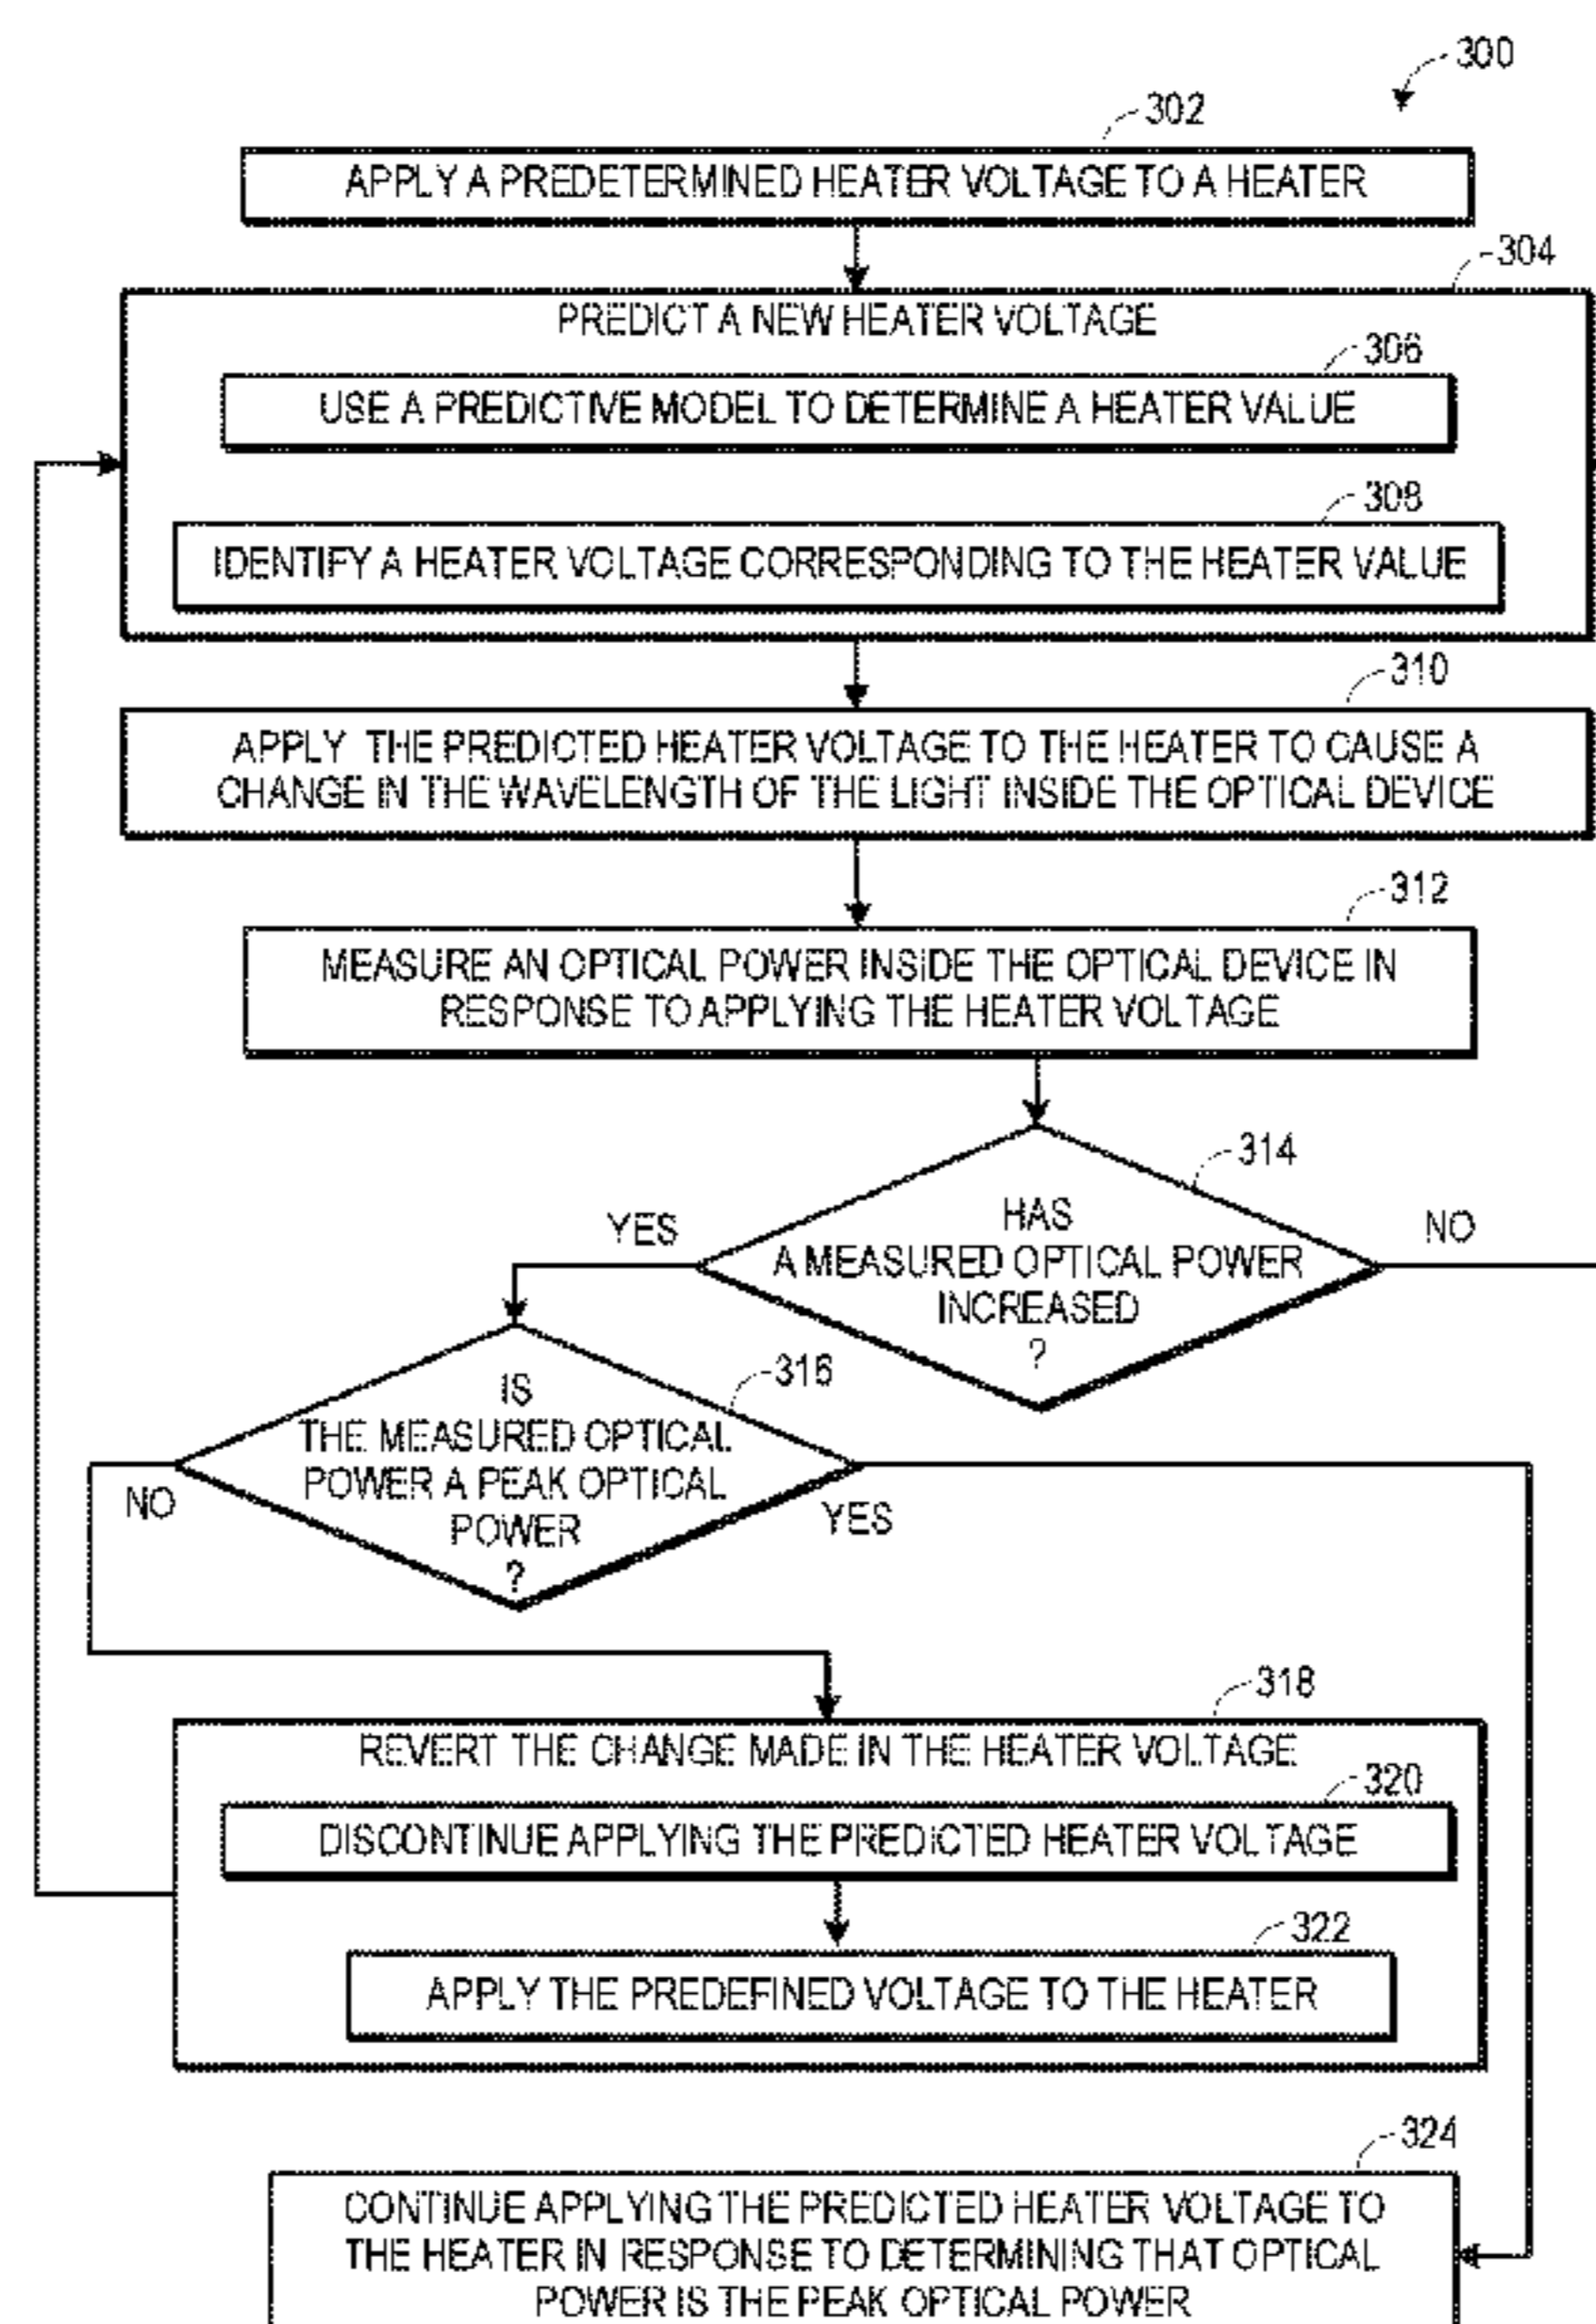 300
302
APPLY A PREDETERMINED HEATER VOLTAGE TO A HEATER
304
PREDICT A NEW HEATER VOLTAGE
306
USE A PREDICTIVE MODEL TO DETERMINE A HEATER VALUE
308
IDENTIFY A HEATER VOLTAGE CORRESPONDING TO THE HEATER VALUE
310
APPLY THE PREDICTED HEATER VOLTAGE TO THE HEATER TO CAUSE A
CHANGE IN THE WAVELENGTH OF THE LIGHT INSIDE THE OPTICAL DEVICE
312
MEASURE AN OPTICAL POWER INSIDE THE OPTICAL DEVICE IN
RESPONSE TO APPLYING THE HEATER VOLTAGE
314
YES
HAS
A MEASURED OPTICAL POWER
INCREASED
?
NO
316
IS
THE MEASURED OPTICAL
POWER A PEAK OPTICAL
POWER
?
NO
YES
318
REVERT THE CHANGE MADE IN THE HEATER VOLTAGE
320
DISCONTINUE APPLYING THE PREDICTED HEATER VOLTAGE
322
APPLY THE PREDEFINED VOLTAGE TO THE HEATER
324
CONTINUE APPLYING THE PREDICTED HEATER VOLTAGE TO
THE HEATER IN RESPONSE TO DETERMINING THAT OPTICAL
POWER IS THE PEAK OPTICAL POWER